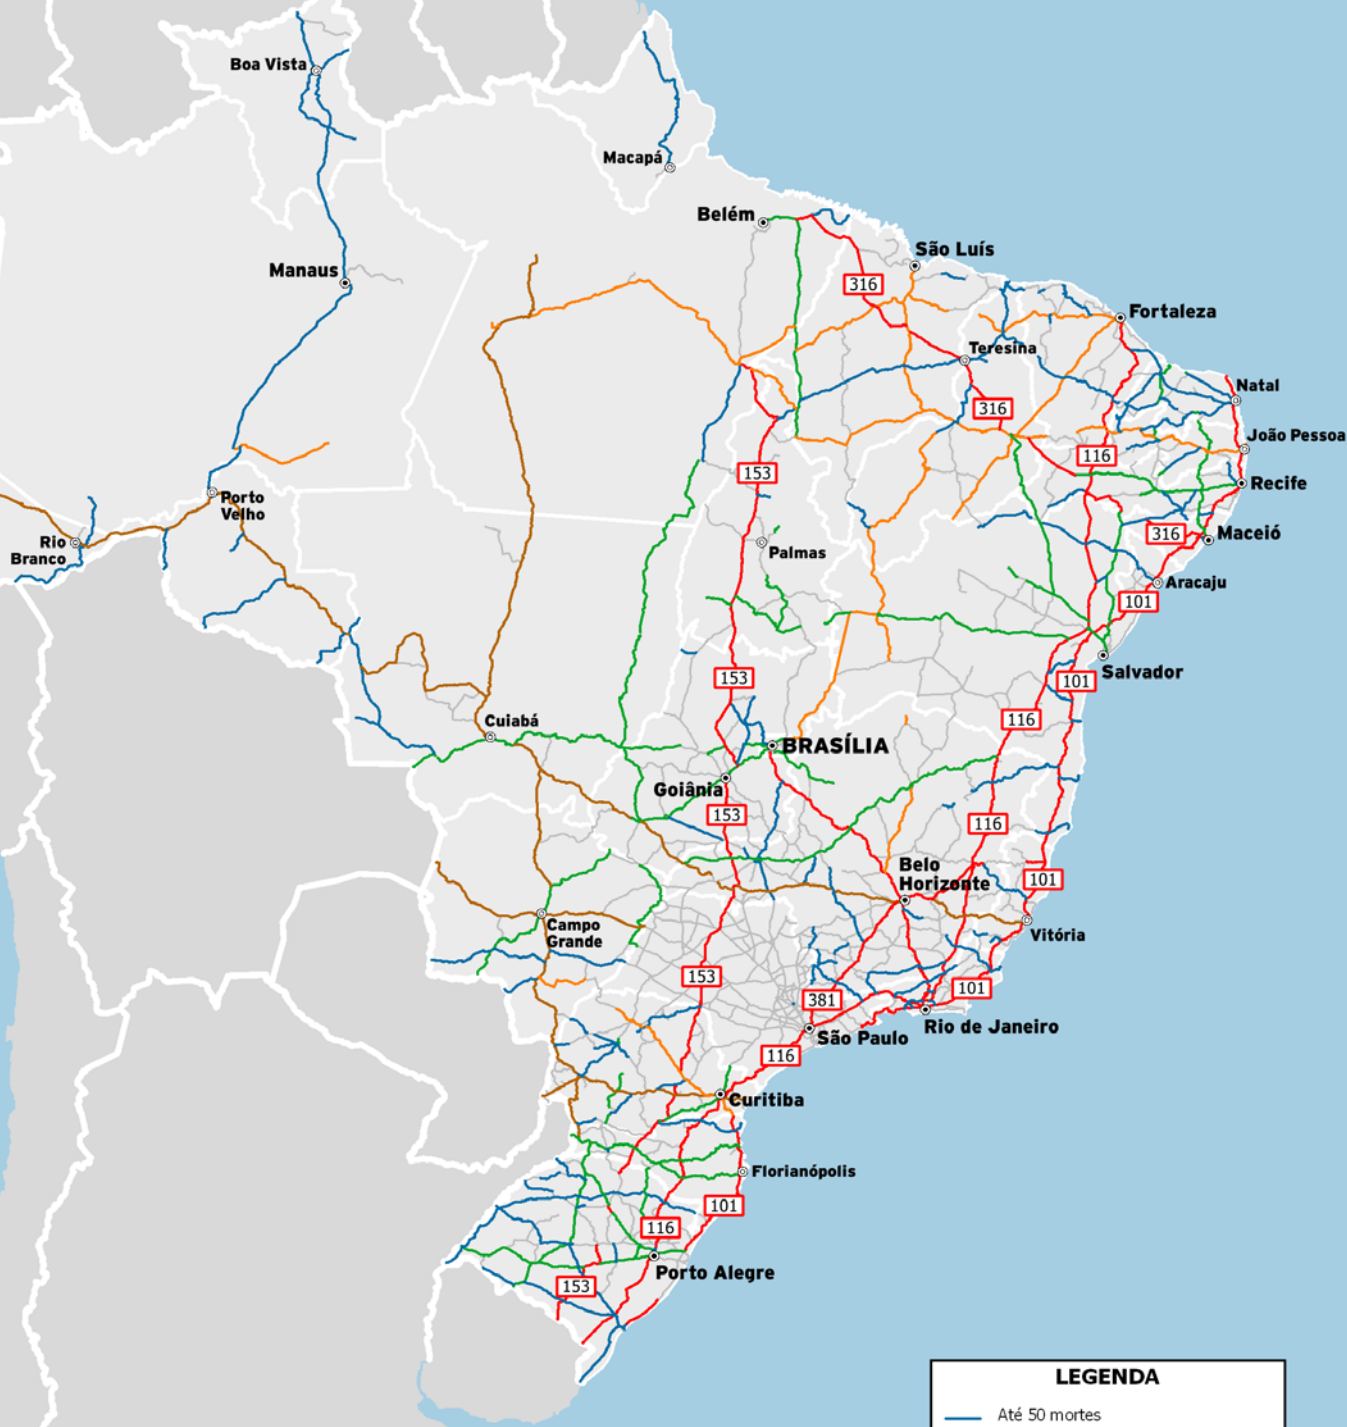 Boa Vista
Macapá
Belém
São Luís
Manaus
316
Fortaleza
Teresina
Natal
316
João Pessoa
116
153
Recife
Porto
Velho
Rio
Branco
316
Maceió
Palmas
Aracaju
101
Salvador
153
101
116
Cuiabá
BRASÍLIA
Goiânia
153
116
Belo
Horizonte
101
Campo
Grande
Vitória
153
101
381
Rio de Janeiro
São Paulo
116
Curitiba
Florianópolis
101
116
Porto Alegre
153
LEGENDA
Até 50 mortes